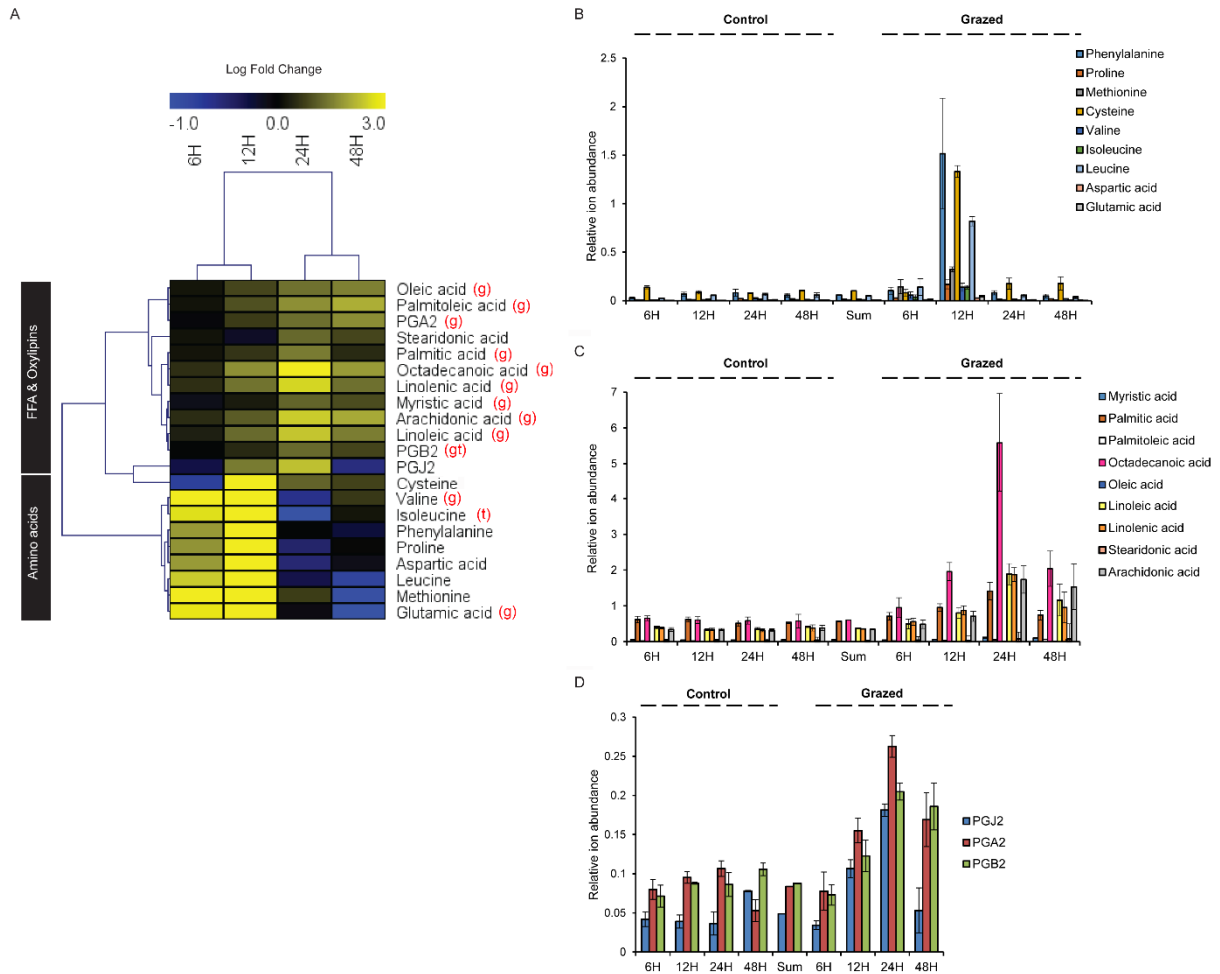 A
Log Fold Change
-1.0 0.0 3.0
6H 12H 24H 48H
FFA & Oxylipins
Amino acids
Oleic acid (g)
Palmitoleic acid (g)
PGA2 (g)
Stearidonic acid
Palmitic acid (g)
Octadecanoic acid (g)
Linolenic acid (g)
Myristic acid (g)
Arachidonic acid (g)
Linoleic acid (g)
PGB2 (gt)
PGJ2
Cysteine
Valine (g)
Isoleucine (t)
Phenylalanine
Proline
Aspartic acid
Leucine
Methionine
Glutamic acid (g)
B
Control Grazed
Relative ion abundance
2.5
2
1.5
1
0.5
0
6H 12H 24H 48H Sum 6H 12H 24H 48H
Phenylalanine
Proline
Methionine
Cysteine
Valine
Isoleucine
Leucine
Aspartic acid
Glutamic acid
C
Control Grazed
Relative ion abundance
7
6
5
4
3
2
1
0
6H 12H 24H 48H Sum 6H 12H 24H 48H
Myristic acid
Palmitic acid
Palmitoleic acid
Octadecanoic acid
Oleic acid
Linoleic acid
Linolenic acid
Stearidonic acid
Arachidonic acid
D
Control Grazed
Relative ion abundance
0.3
0.25
0.2
0.15
0.1
0.05
0
6H 12H 24H 48H Sum 6H 12H 24H 48H
PGJ2
PGA2
PGB2